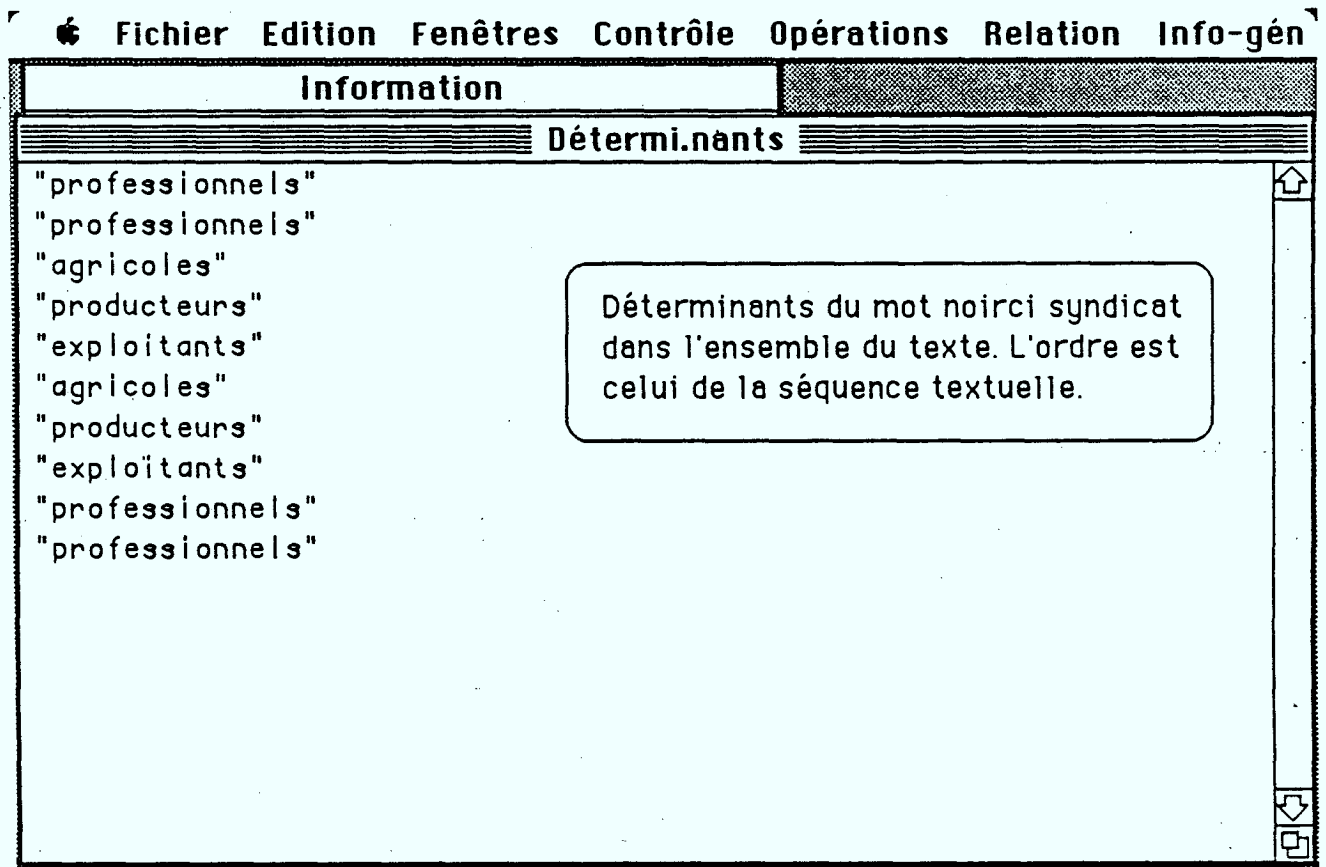 Fichier Edition Fenêtres Contrôle Opérations Relation Info-gén
Information
Détermi.nants
"professionnels"
"professionnels"
"agricoles"
"producteurs"
"exploitants"
"agricoles"
"producteurs"
"exploitants"
"professionnels"
"professionnels"
Déterminants du mot noirci syndicat
dans l'ensemble du texte. L'ordre est
celui de la séquence textuelle.